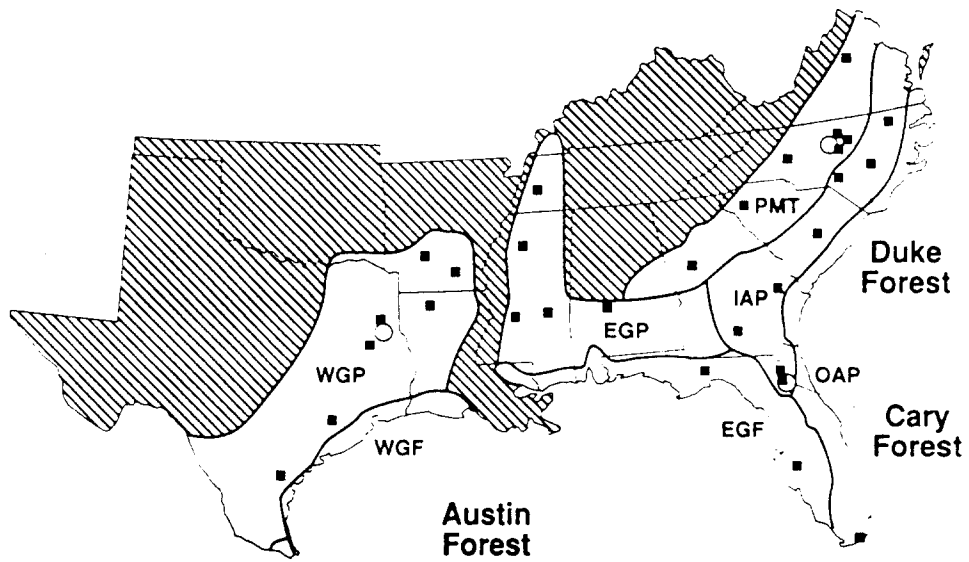 PMT
Duke
Forest
IAP
EGP
WGP
OAP
EGF
Cary
Forest
WGF
Austin
Forest